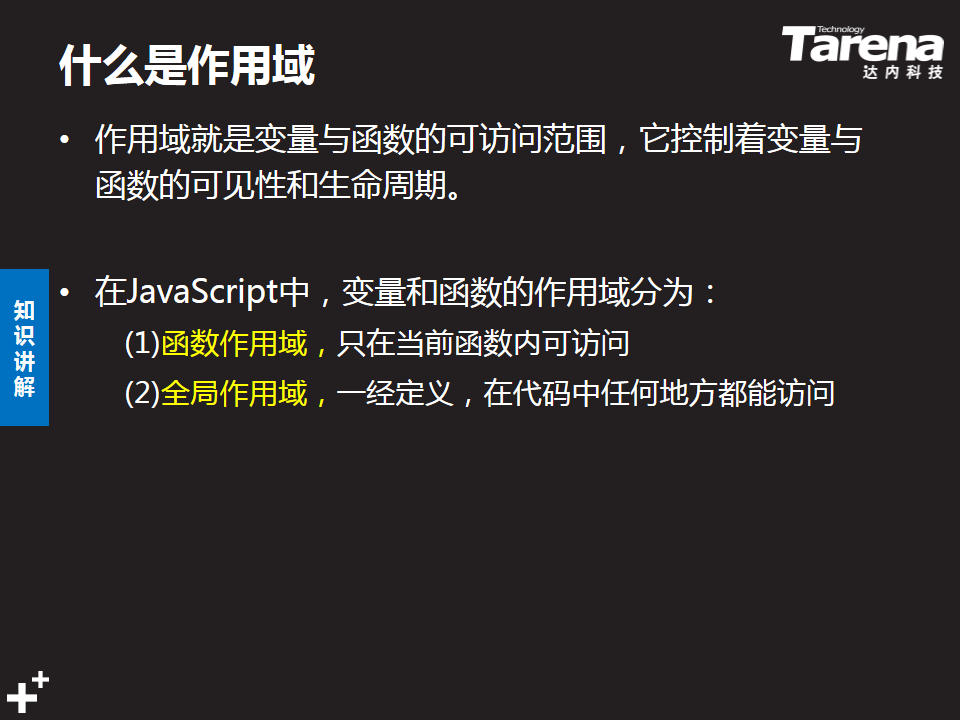 什么是作用域
Technology
Tarena
达内科技
• 作用域就是变量与函数的可访问范围，它控制着变量与
函数的可见性和生命周期。
• 在JavaScript中，变量和函数的作用域分为：
(1)函数作用域，只在当前函数内可访问
(2)全局作用域，一经定义，在代码中任何地方都能访问
知
识
讲
解